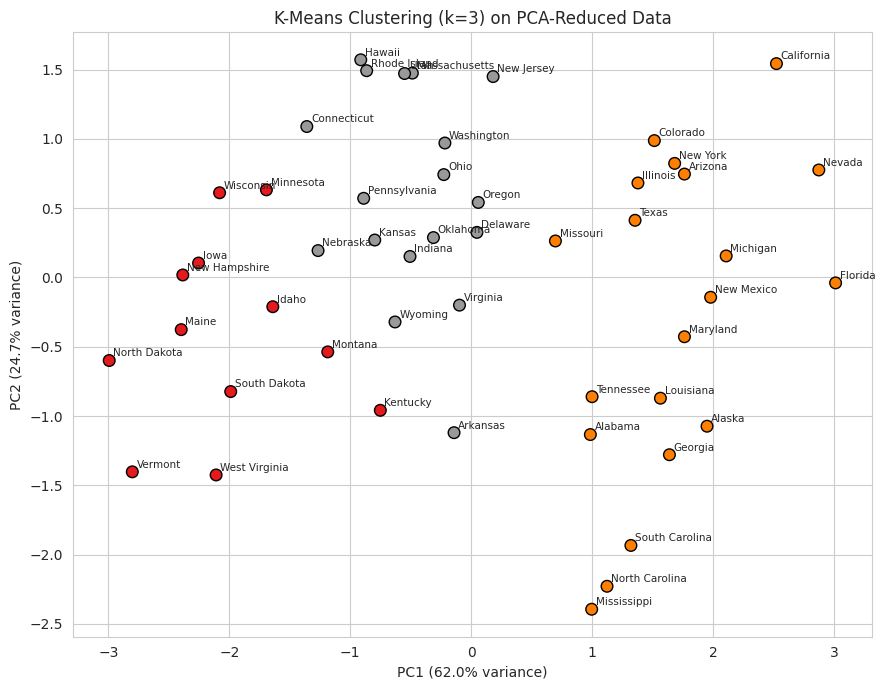 K-Means Clustering (k=3) on PCA-Reduced Data
Hawaii
Rhode Island
Massachusetts
New Jersey
California
Connecticut
Washington
Colorado
Ohio
New York
Arizona
Nevada
Wisconsin
Minnesota
Pennsylvania
Illinois
Oregon
Texas
Nebraska
Kansas
Oklahoma
Delaware
Indiana
Missouri
Michigan
Iowa
New Hampshire
Florida
Idaho
Virginia
New Mexico
Maine
Wyoming
Maryland
Montana
North Dakota
South Dakota
Kentucky
Tennessee
Louisiana
Arkansas
Alabama
Alaska
Georgia
Vermont
West Virginia
South Carolina
North Carolina
Mississippi
1.5
1.0
0.5
0.0
−0.5
−1.0
−1.5
−2.0
−2.5
PC2 (24.7% variance)
−3
−2
−1
0
1
2
3
PC1 (62.0% variance)